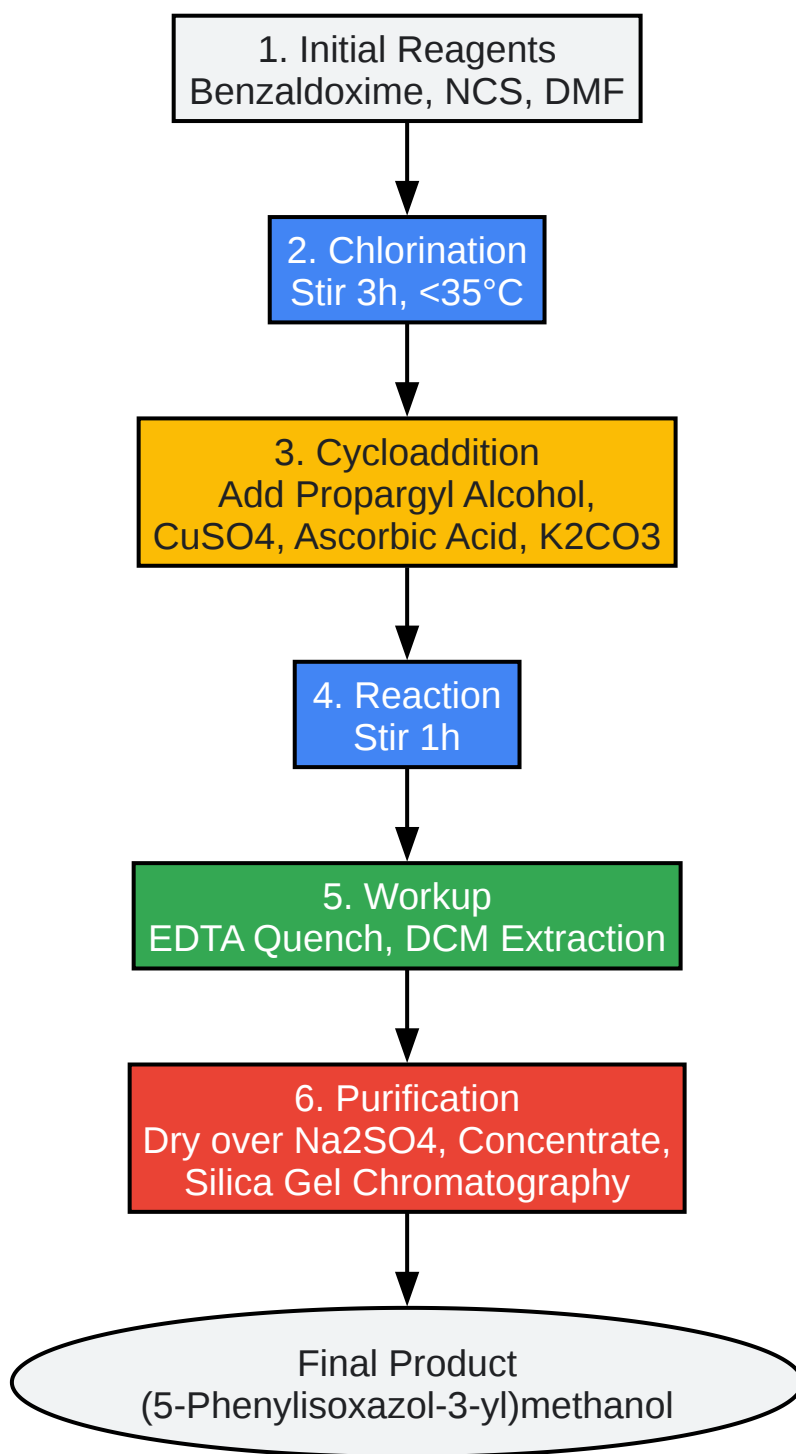 1. Initial Reagents
Benzaldoxime, NCS, DMF
2. Chlorination
Stir 3h, <35°C
3. Cycloaddition
Add Propargyl Alcohol,
CuSO4, Ascorbic Acid, K2CO3
4. Reaction
Stir 1h
5. Workup
EDTA Quench, DCM Extraction
6. Purification
Dry over Na2SO4, Concentrate,
Silica Gel Chromatography
Final Product
(5-Phenylisoxazol-3-yl)methanol